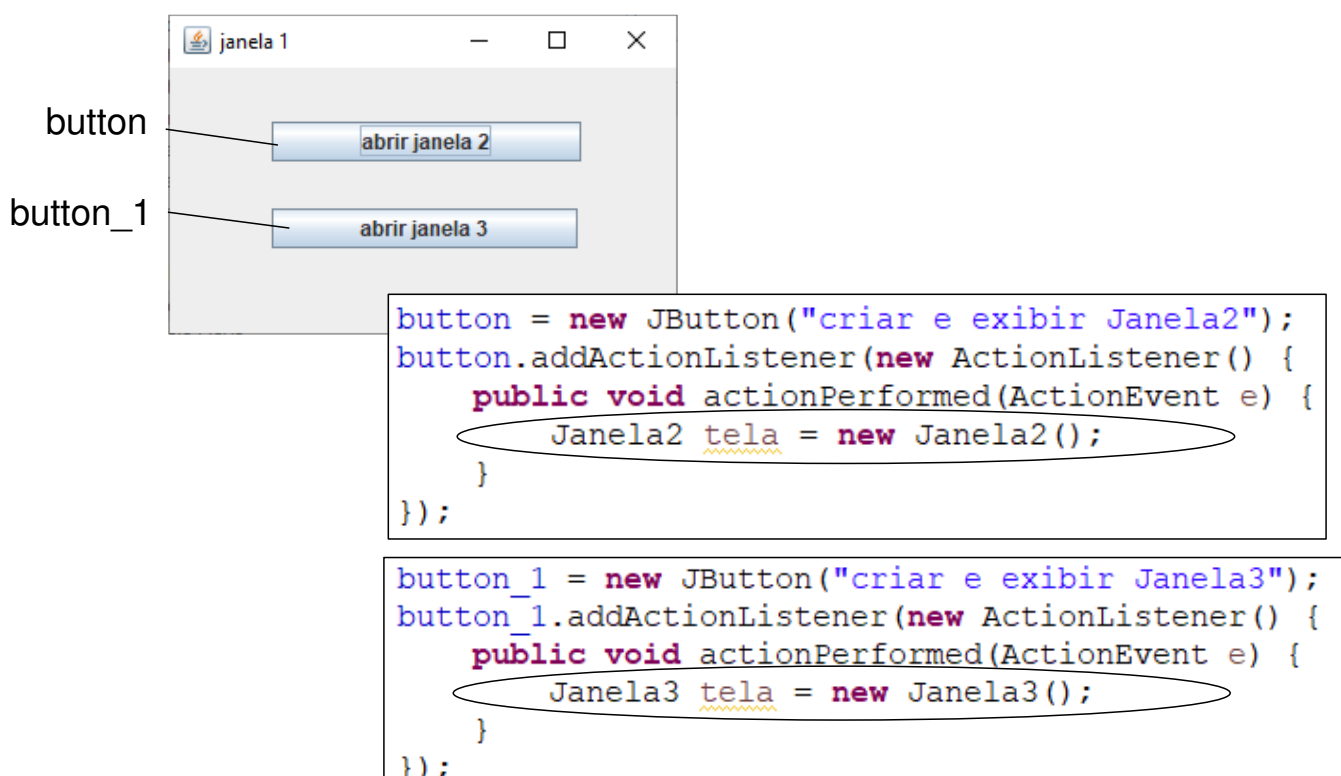 janela 1
button
abrir janela 2
button_1
abrir janela 3
button = new JButton("criar e exibir Janela2");
button.addActionListener(new ActionListener() {
public void actionPerformed(ActionEvent e) {
Janela2 tela = new Janela2();
}
});
button_1 = new JButton("criar e exibir Janela3");
button_1.addActionListener(new ActionListener() {
public void actionPerformed(ActionEvent e) {
Janela3 tela = new Janela3();
}
});